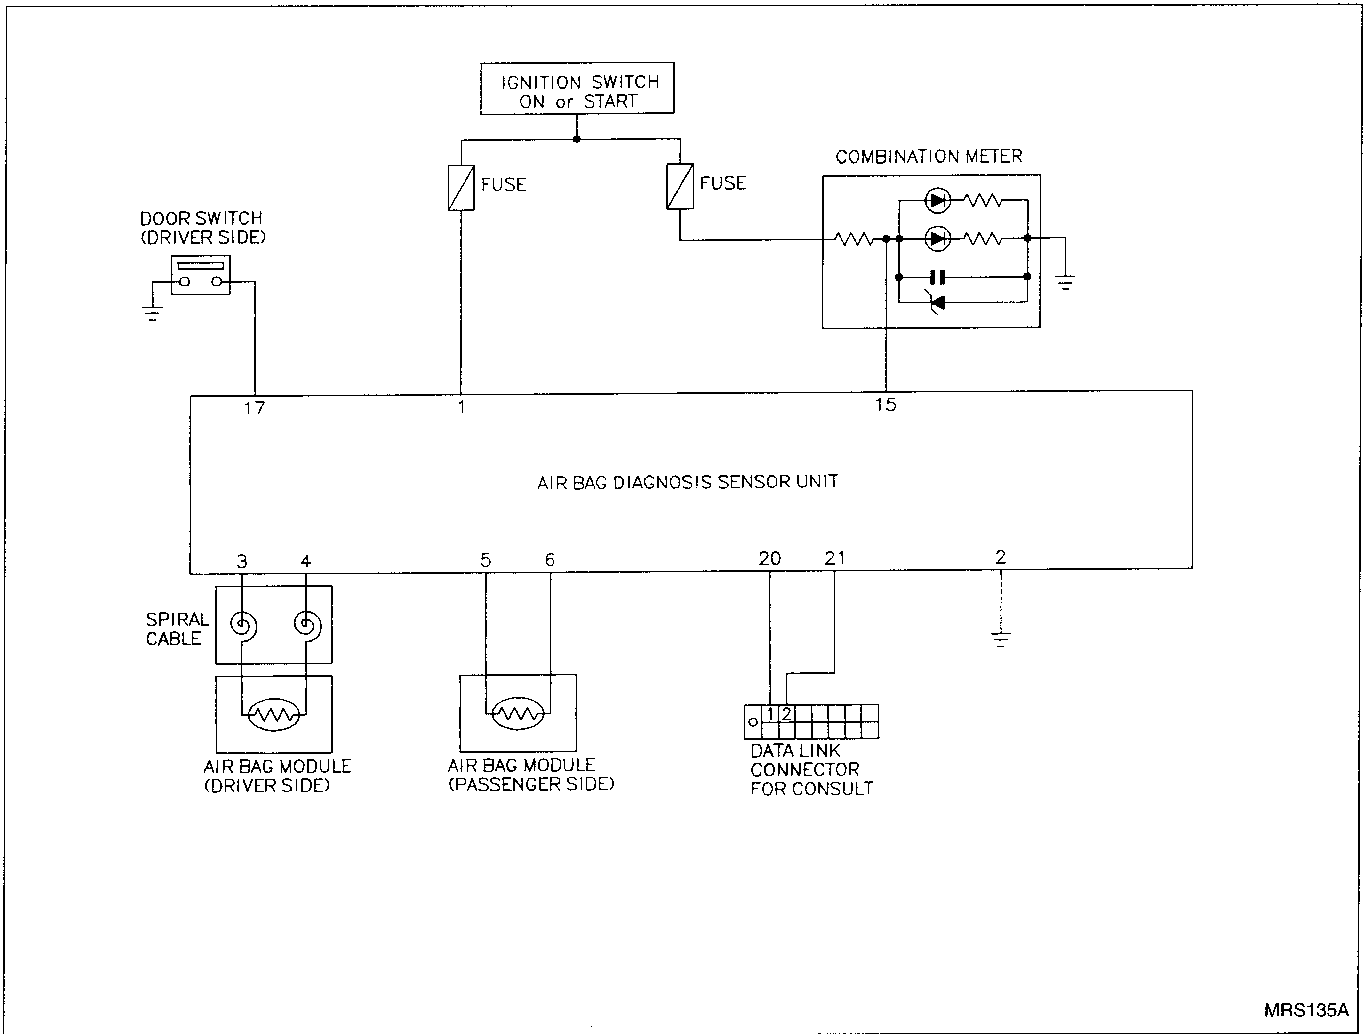 IGNITION SWITCH
ON or START
FUSE
FUSE
COMBINATION METER
DOOR SWITCH
(DRIVER SIDE)
17
1
15
AIR BAG DIAGNOSIS SENSOR UNIT
3
4
5
6
20
21
2
SPIRAL
CABLE
1 2
AIR BAG MODULE
(DRIVER SIDE)
AIR BAG MODULE
(PASSENGER SIDE)
DATA LINK
CONNECTOR
FOR CONSULT
MRS135A